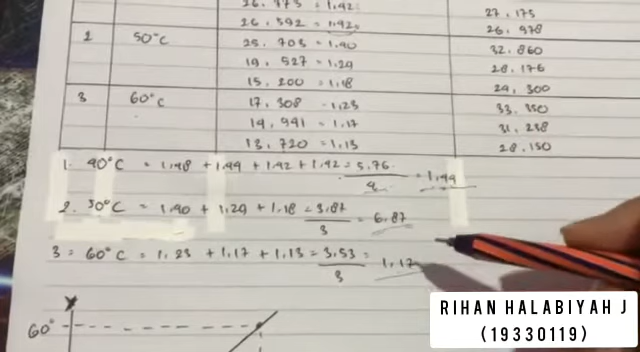 26. 592 = 1,42
27. 175
26. 978
2 50°C 25. 703 = 1.40 32. 860
19. 527 = 1.29 28. 176
15. 200 = 1,18 24, 300
3 60°C 17, 308 1,23 33. 350
14, 991 = 1.17 31. 238
13. 720 = 1.13 28.150
1. 40°C = 1,48 + 1,44 + 1,42 + 1,42 = 5,76 = 1,44
4
2. 50°C = 1,40 + 1,29 + 1,18 = 3,87 = 6,87
3
3 = 60°C = 1,23 + 1,17 + 1,13 = 3,53 = 1,17
3
60°
RIHAN HALABIYAH J
(19330119)